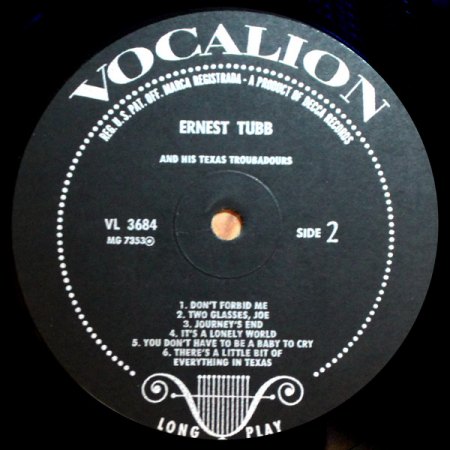 VOCALION
REG. U.S. PAT. OFF. MARCA REGISTRADA - A PRODUCT OF DECCA RECORDS
ERNEST TUBB
AND HIS TEXAS TROUBADOURS
VL 3684
MG 7353
SIDE 2
1. DON'T FORBID ME
2. TWO GLASSES, JOE
3. JOURNEY'S END
4. IT'S A LONELY WORLD
5. YOU DON'T HAVE TO BE A BABY TO CRY
6. THERE'S A LITTLE BIT OF
EVERYTHING IN TEXAS
LONG PLAY